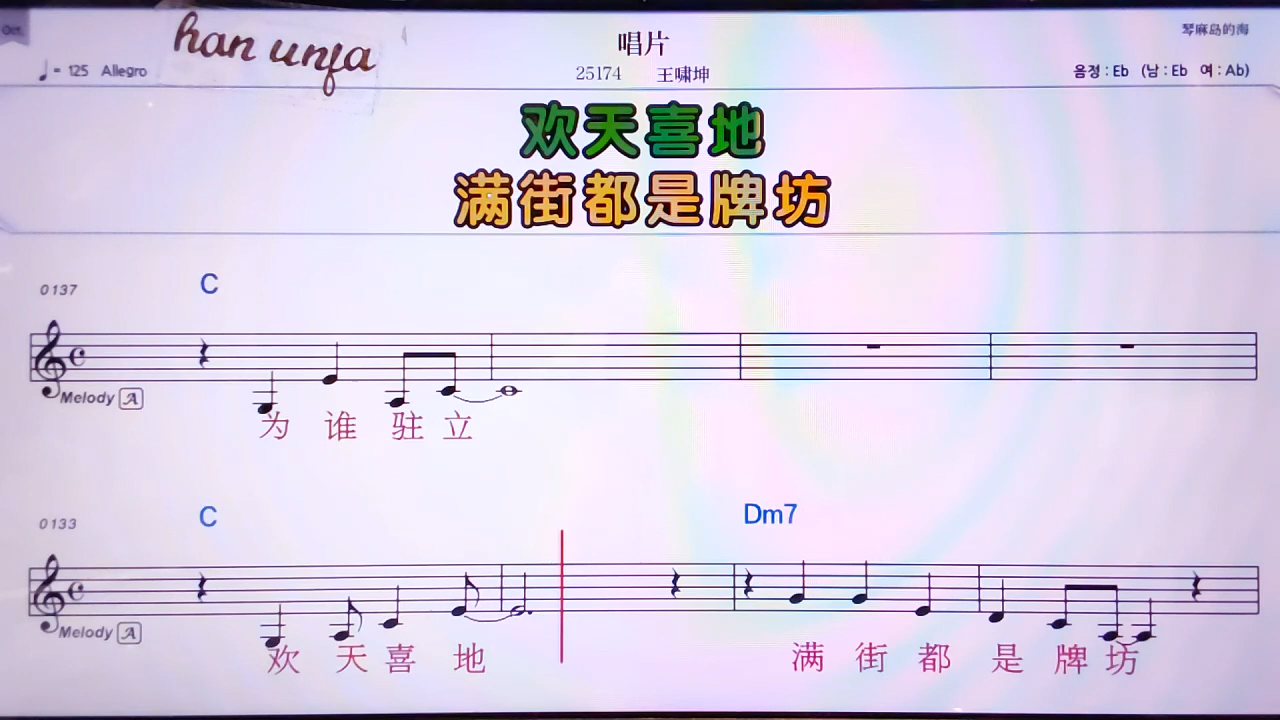 han unfa
唱片
琴麻岛的海
= 125 Allegro
25174 王啸坤
음정 : Eb (남 : Eb 여 : Ab)
欢天喜地
满街都是牌坊
0137
C
Melody A
为 谁 驻 立
0133
C Dm7
Melody A
欢 天 喜 地 满 街 都 是 牌 坊